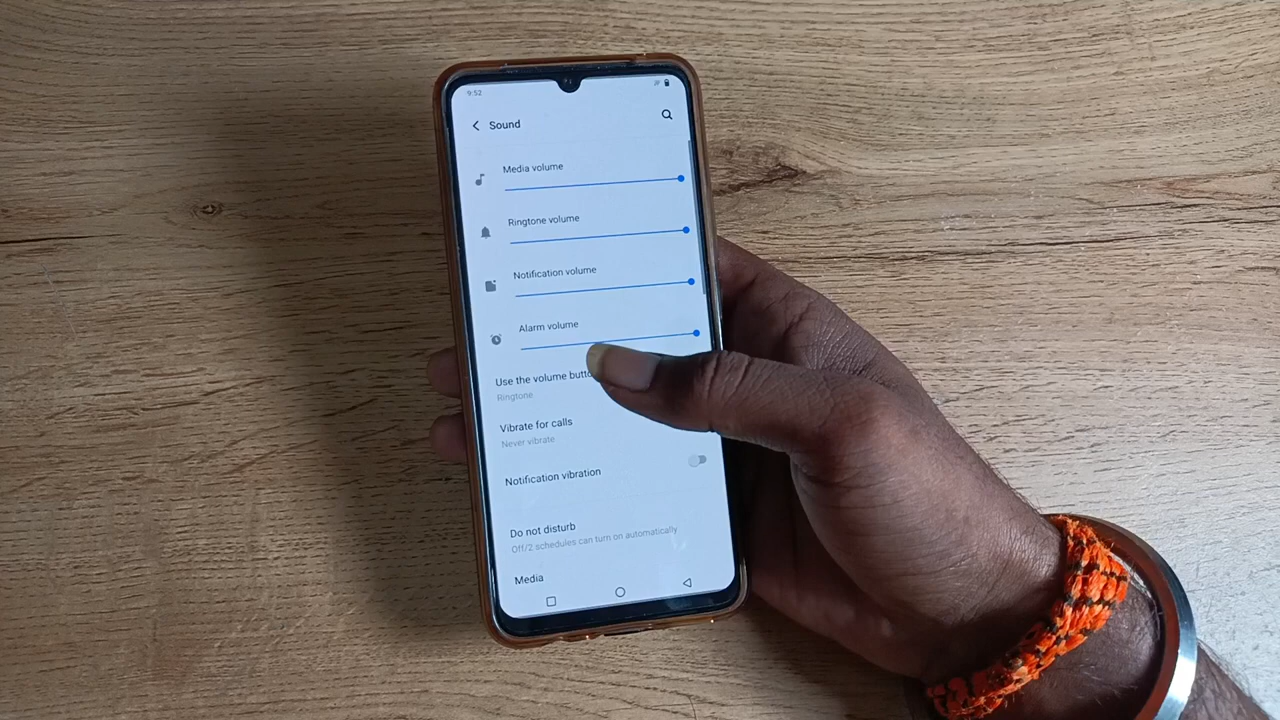 9:52
Sound
Media volume
Ringtone volume
Notification volume
Alarm volume
Use the volume
Ringtone
Vibrate for calls
Never vibrate
Notification vibration
Do not disturb
Off/2 schedules can turn on automatically
Media